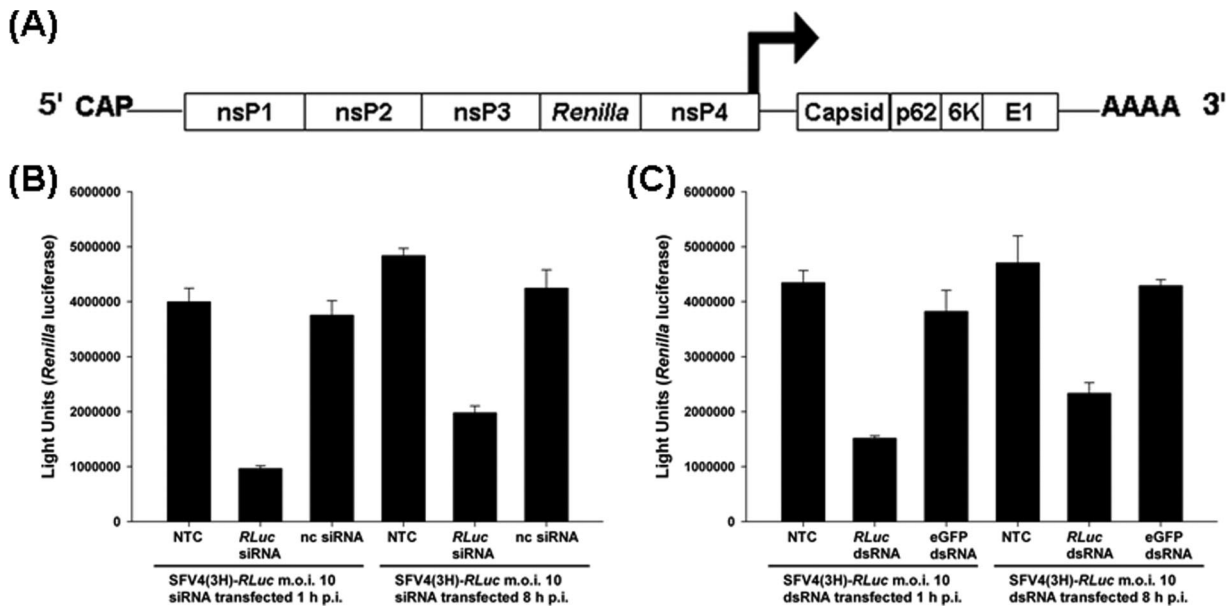 (A)
5' CAP nsP1 nsP2 nsP3 Renilla nsP4 Capsid p62 6K E1 AAAA 3'
(B)
Light Units (Renilla luciferase)
6000000
5000000
4000000
3000000
2000000
1000000
0
NTC RLuc siRNA nc siRNA NTC RLuc siRNA nc siRNA
SFV4(3H)-RLuc m.o.i. 10
siRNA transfected 1 h p.i.
SFV4(3H)-RLuc m.o.i. 10
siRNA transfected 8 h p.i.
(C)
Light Units (Renilla luciferase)
6000000
5000000
4000000
3000000
2000000
1000000
0
NTC RLuc dsRNA eGFP dsRNA NTC RLuc dsRNA eGFP dsRNA
SFV4(3H)-RLuc m.o.i. 10
dsRNA transfected 1 h p.i.
SFV4(3H)-RLuc m.o.i. 10
dsRNA transfected 8 h p.i.